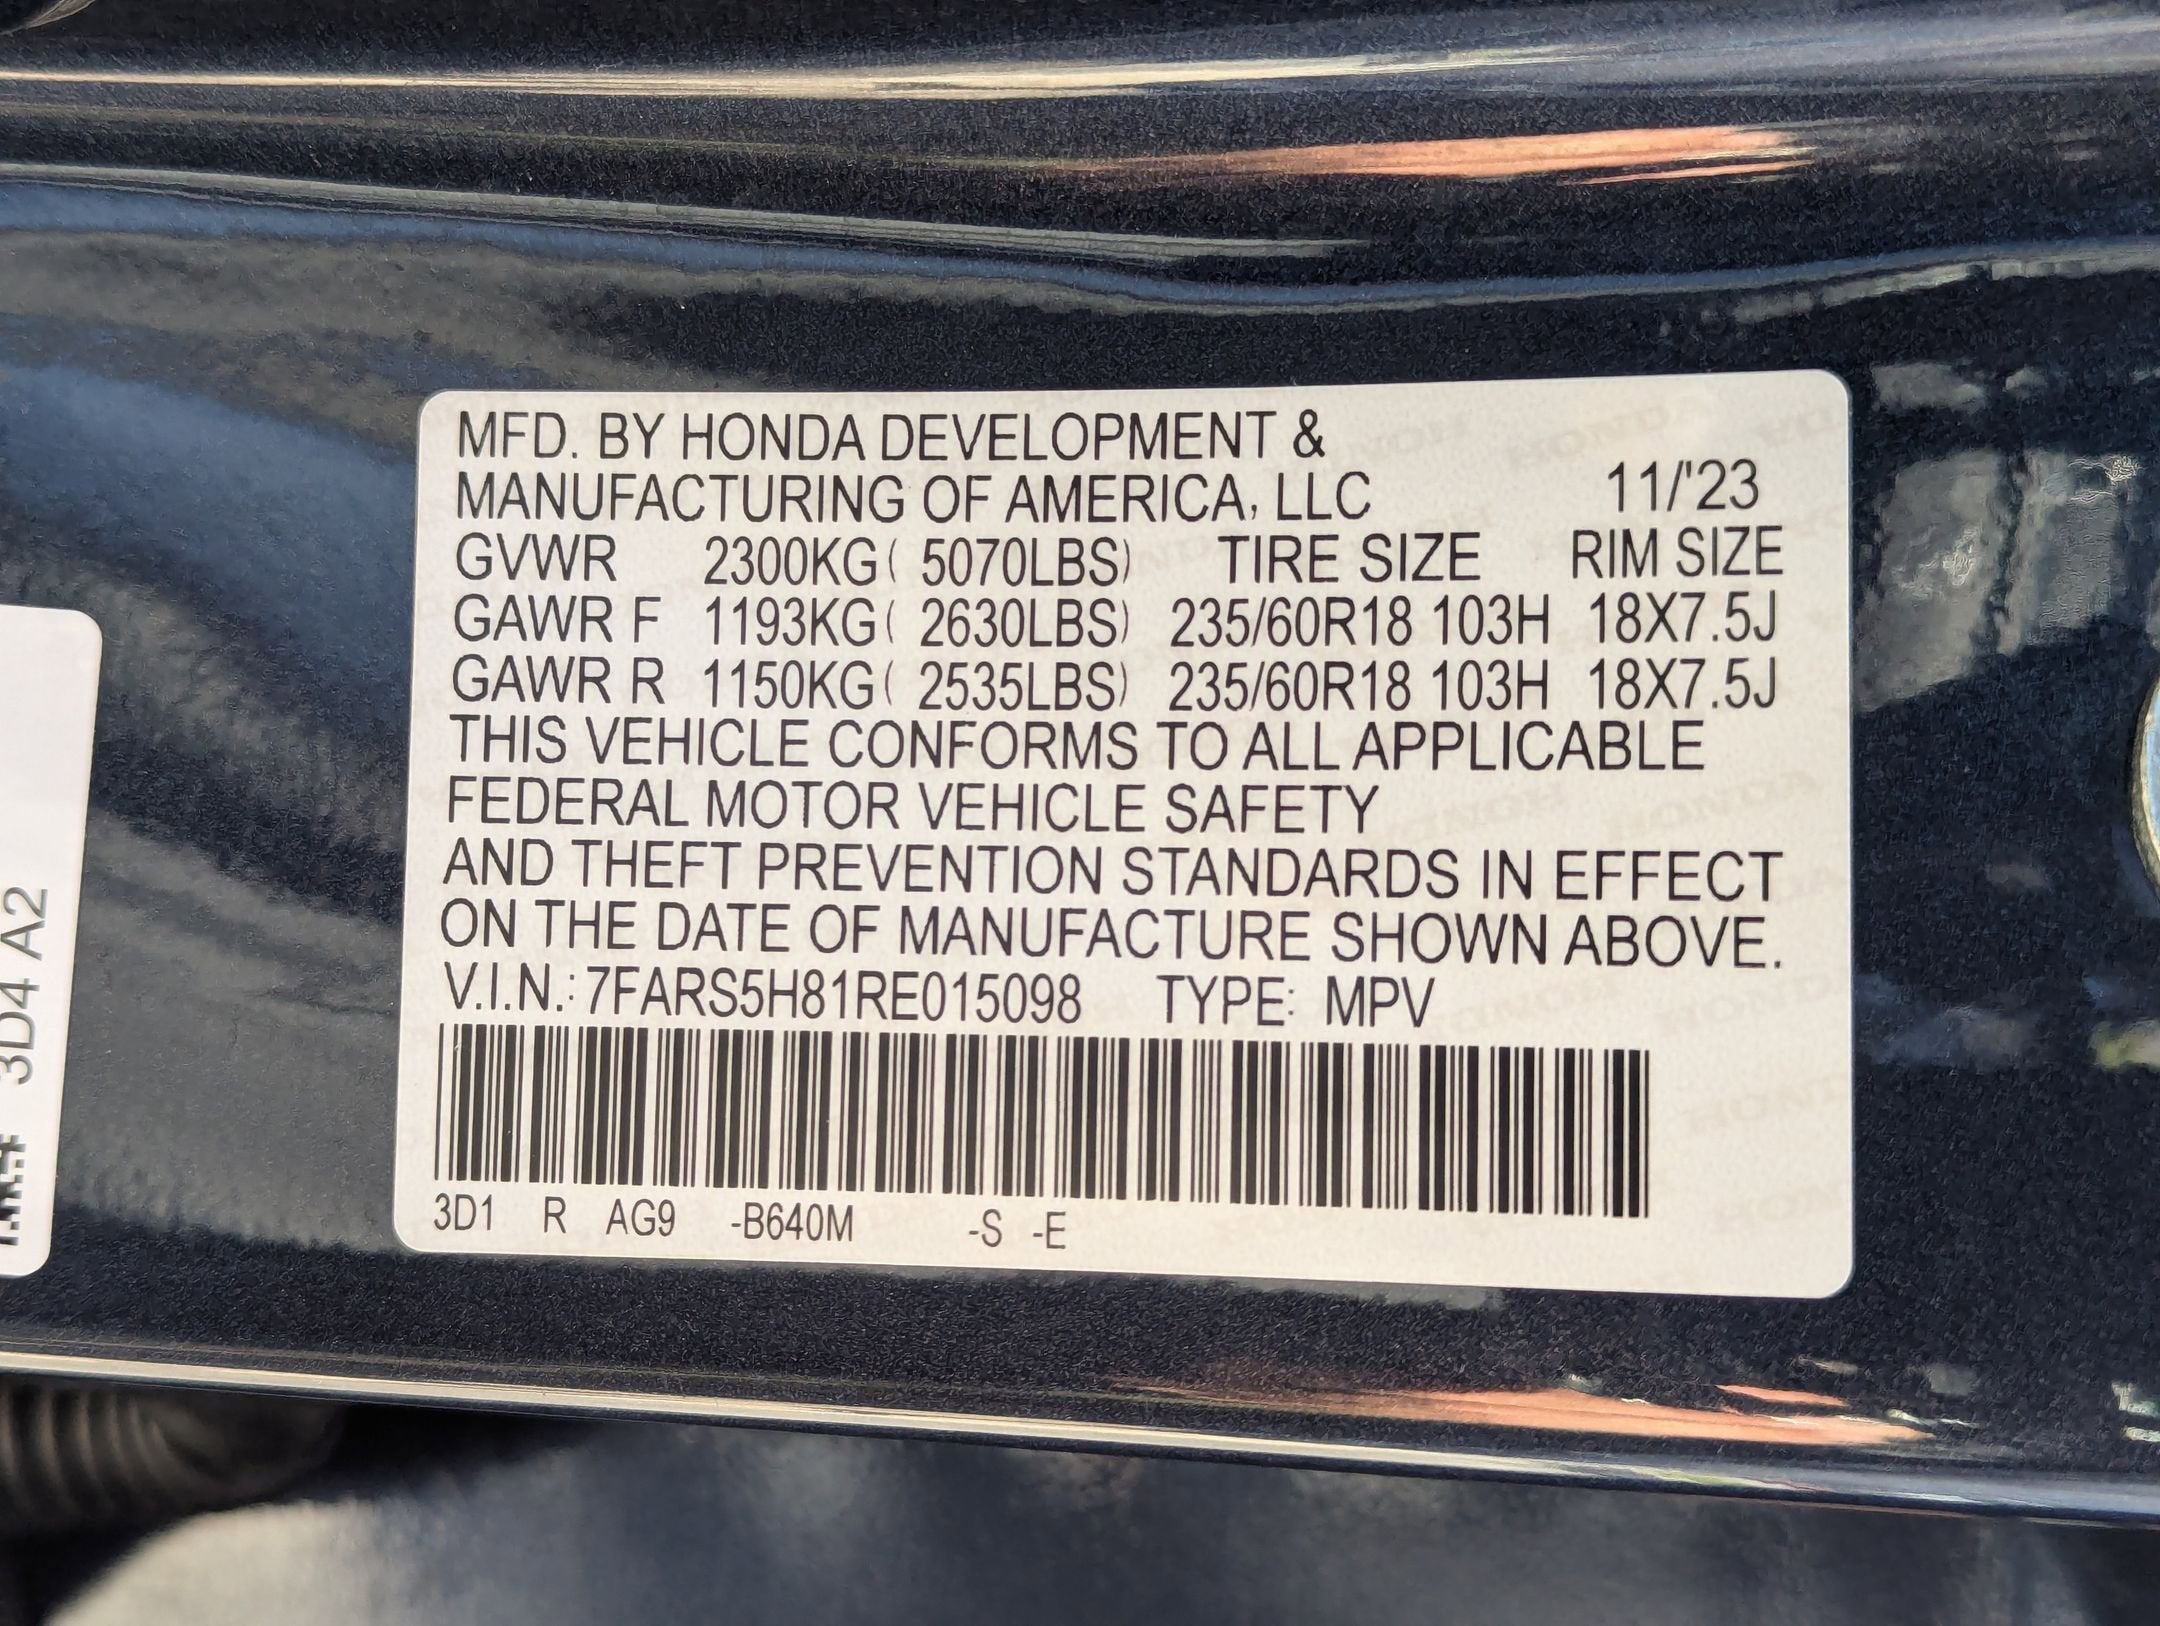 MFD. BY HONDA DEVELOPMENT &
MANUFACTURING OF AMERICA, LLC 11/'23
GVWR 2300KG( 5070LBS) TIRE SIZE RIM SIZE
GAWR F 1193KG( 2630LBS) 235/60R18 103H 18X7.5J
GAWR R 1150KG( 2535LBS) 235/60R18 103H 18X7.5J
THIS VEHICLE CONFORMS TO ALL APPLICABLE
FEDERAL MOTOR VEHICLE SAFETY
AND THEFT PREVENTION STANDARDS IN EFFECT
ON THE DATE OF MANUFACTURE SHOWN ABOVE.
V.I.N.: 7FARS5H81RE015098 TYPE: MPV
3D1 R AG9 -B640M -S -E
3D4 A2